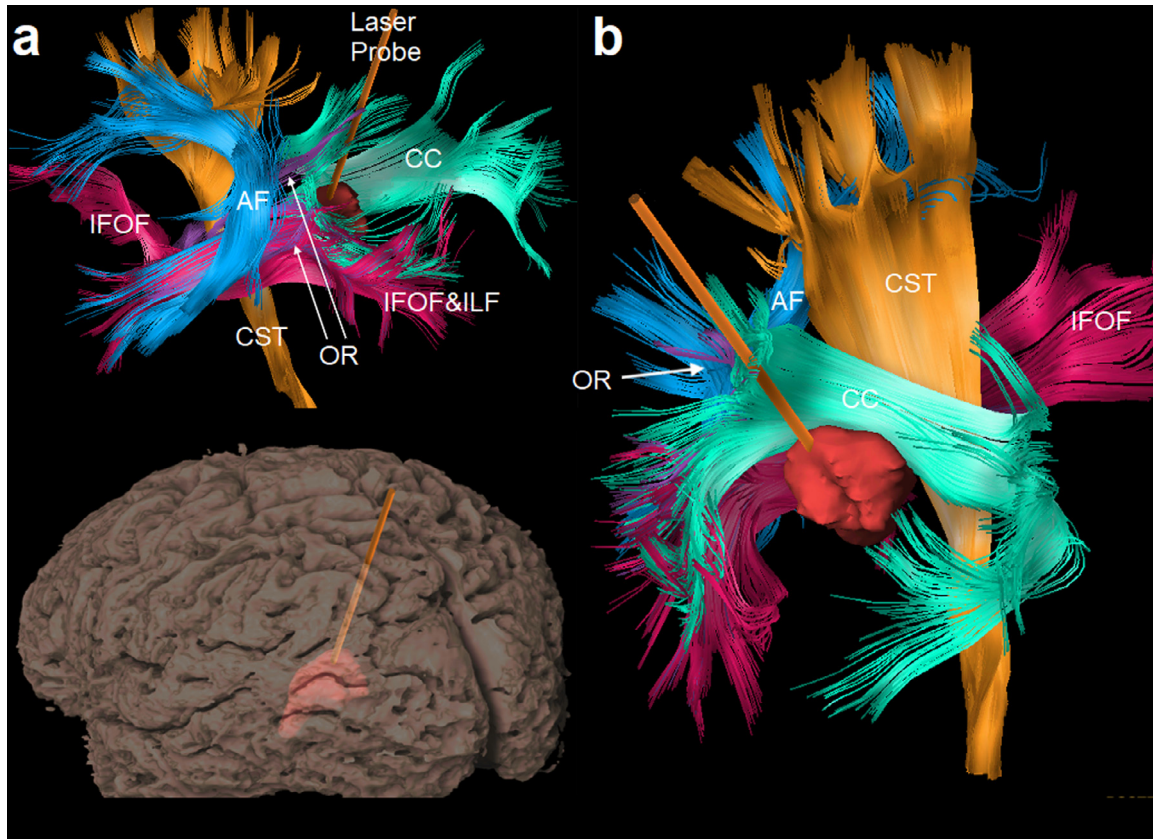 a
Laser
Probe
CC
AF
IFOF
IFOF&ILF
CST
OR
b
AF
CST
IFOF
OR
CC